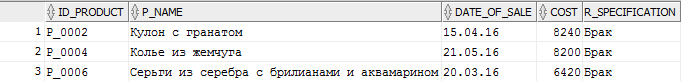 ID_PRODUCT P_NAME DATE_OF_SALE COST R_SPECIFICATION
1 P_0002 Кулон с гранатом 15.04.16 8240 Брак
2 P_0004 Колье из жемчуга 21.05.16 8200 Брак
3 P_0006 Серьги из серебра с брилианами и аквамарином 20.03.16 6420 Брак